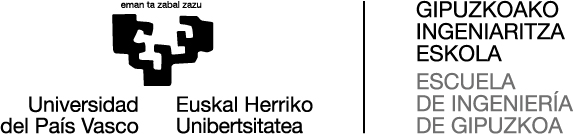 eman ta zabal zazu
Universidad
del País Vasco
Euskal Herriko
Unibertsitatea
GIPUZKOAKO
INGENIARITZA
ESKOLA
ESCUELA
DE INGENIERÍA
DE GIPUZKOA